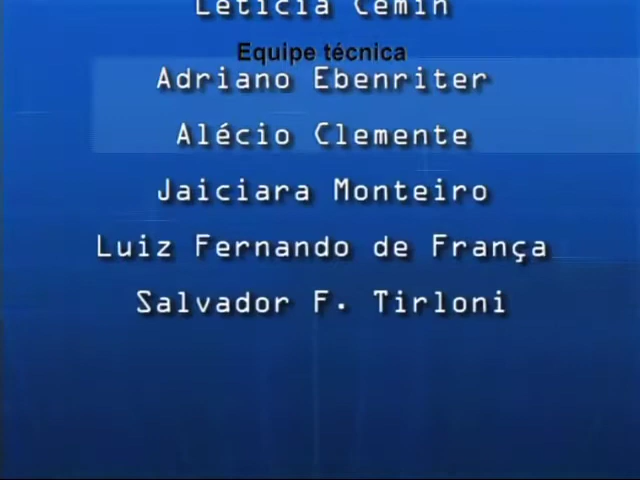 Letícia Cemin
Equipe técnica
Adriano Ebenriter
Alécio Clemente
Jaiciara Monteiro
Luiz Fernando de França
Salvador F. Tirloni